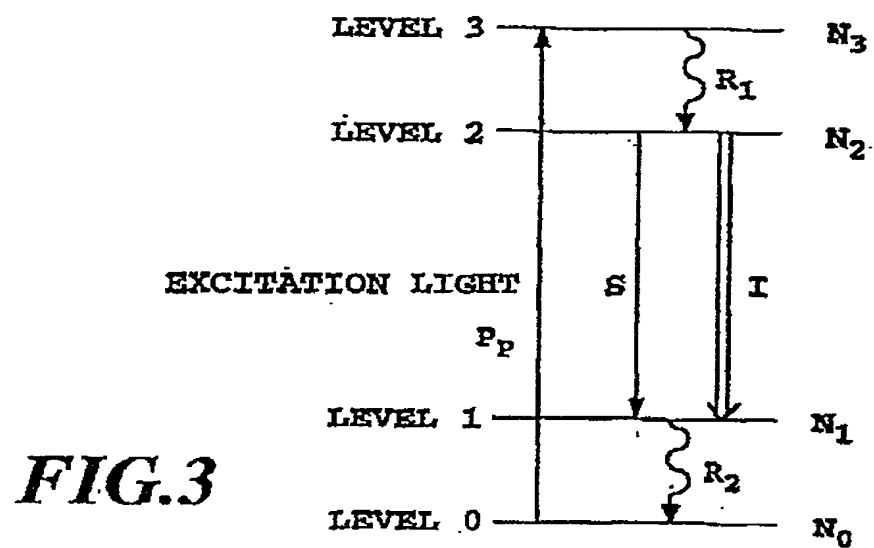 LEVEL 3 N₃
R₁
LEVEL 2 N₂
EXCITATION LIGHT S I
Pₚ
LEVEL 1 N₁
R₂
FIG.3
LEVEL 0 N₀